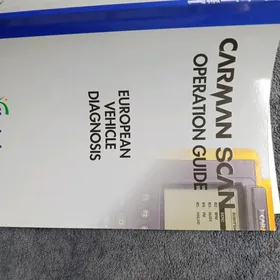 CARMAN SCAN
OPERATION GUIDE
EUROPEAN
VEHICLE
DIAGNOSIS